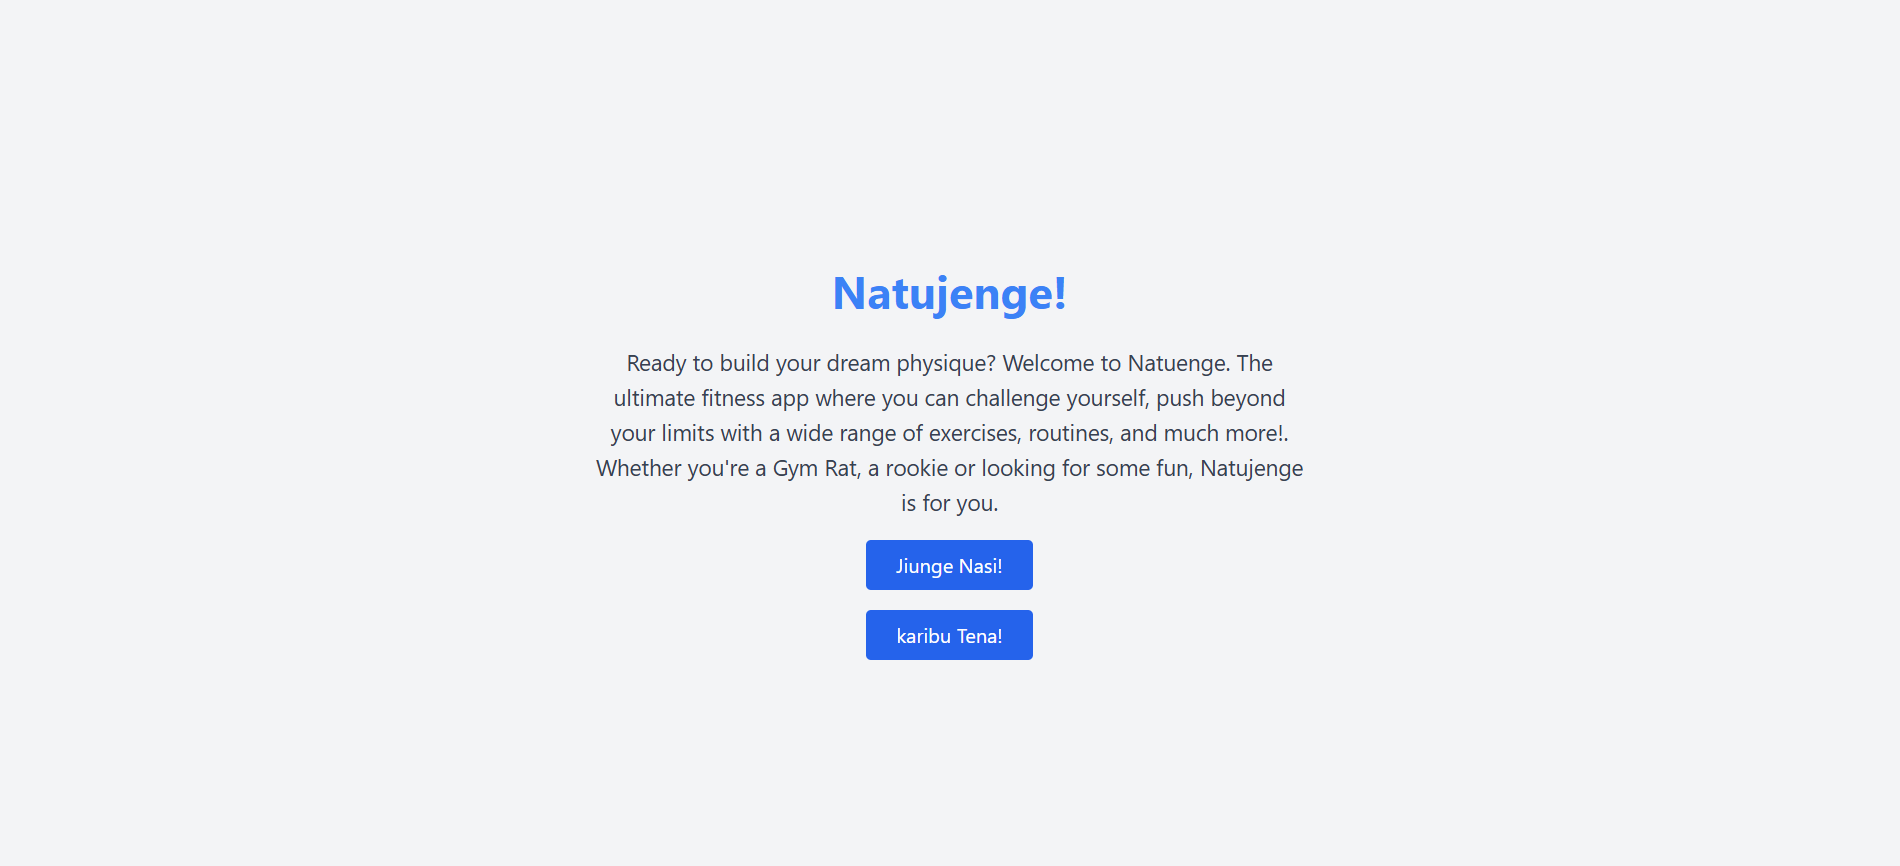 Natujenge!
Ready to build your dream physique? Welcome to Natuenge. The
ultimate fitness app where you can challenge yourself, push beyond
your limits with a wide range of exercises, routines, and much more!.
Whether you're a Gym Rat, a rookie or looking for some fun, Natujenge
is for you.
Jiunge Nasi!
karibu Tena!